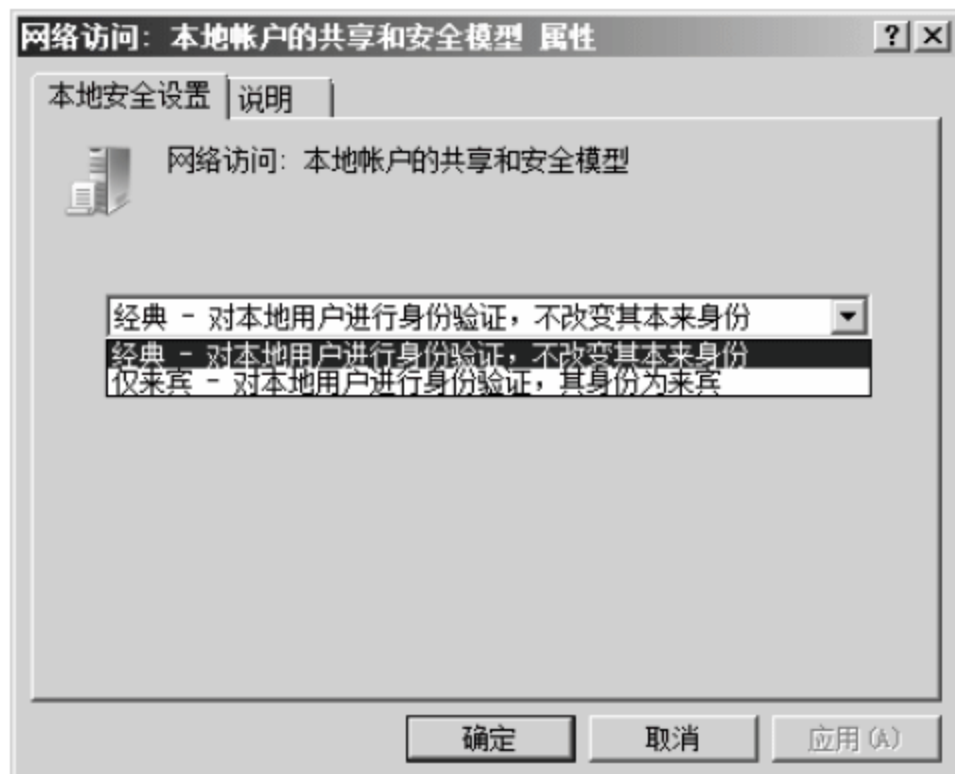 网络访问：本地帐户的共享和安全模型 属性
本地安全设置
说明
网络访问：本地帐户的共享和安全模型
经典 - 对本地用户进行身份验证，不改变其本来身份
经典 - 对本地用户进行身份验证，不改变其本来身份
仅来宾 - 对本地用户进行身份验证，其身份为来宾
确定
取消
应用(A)